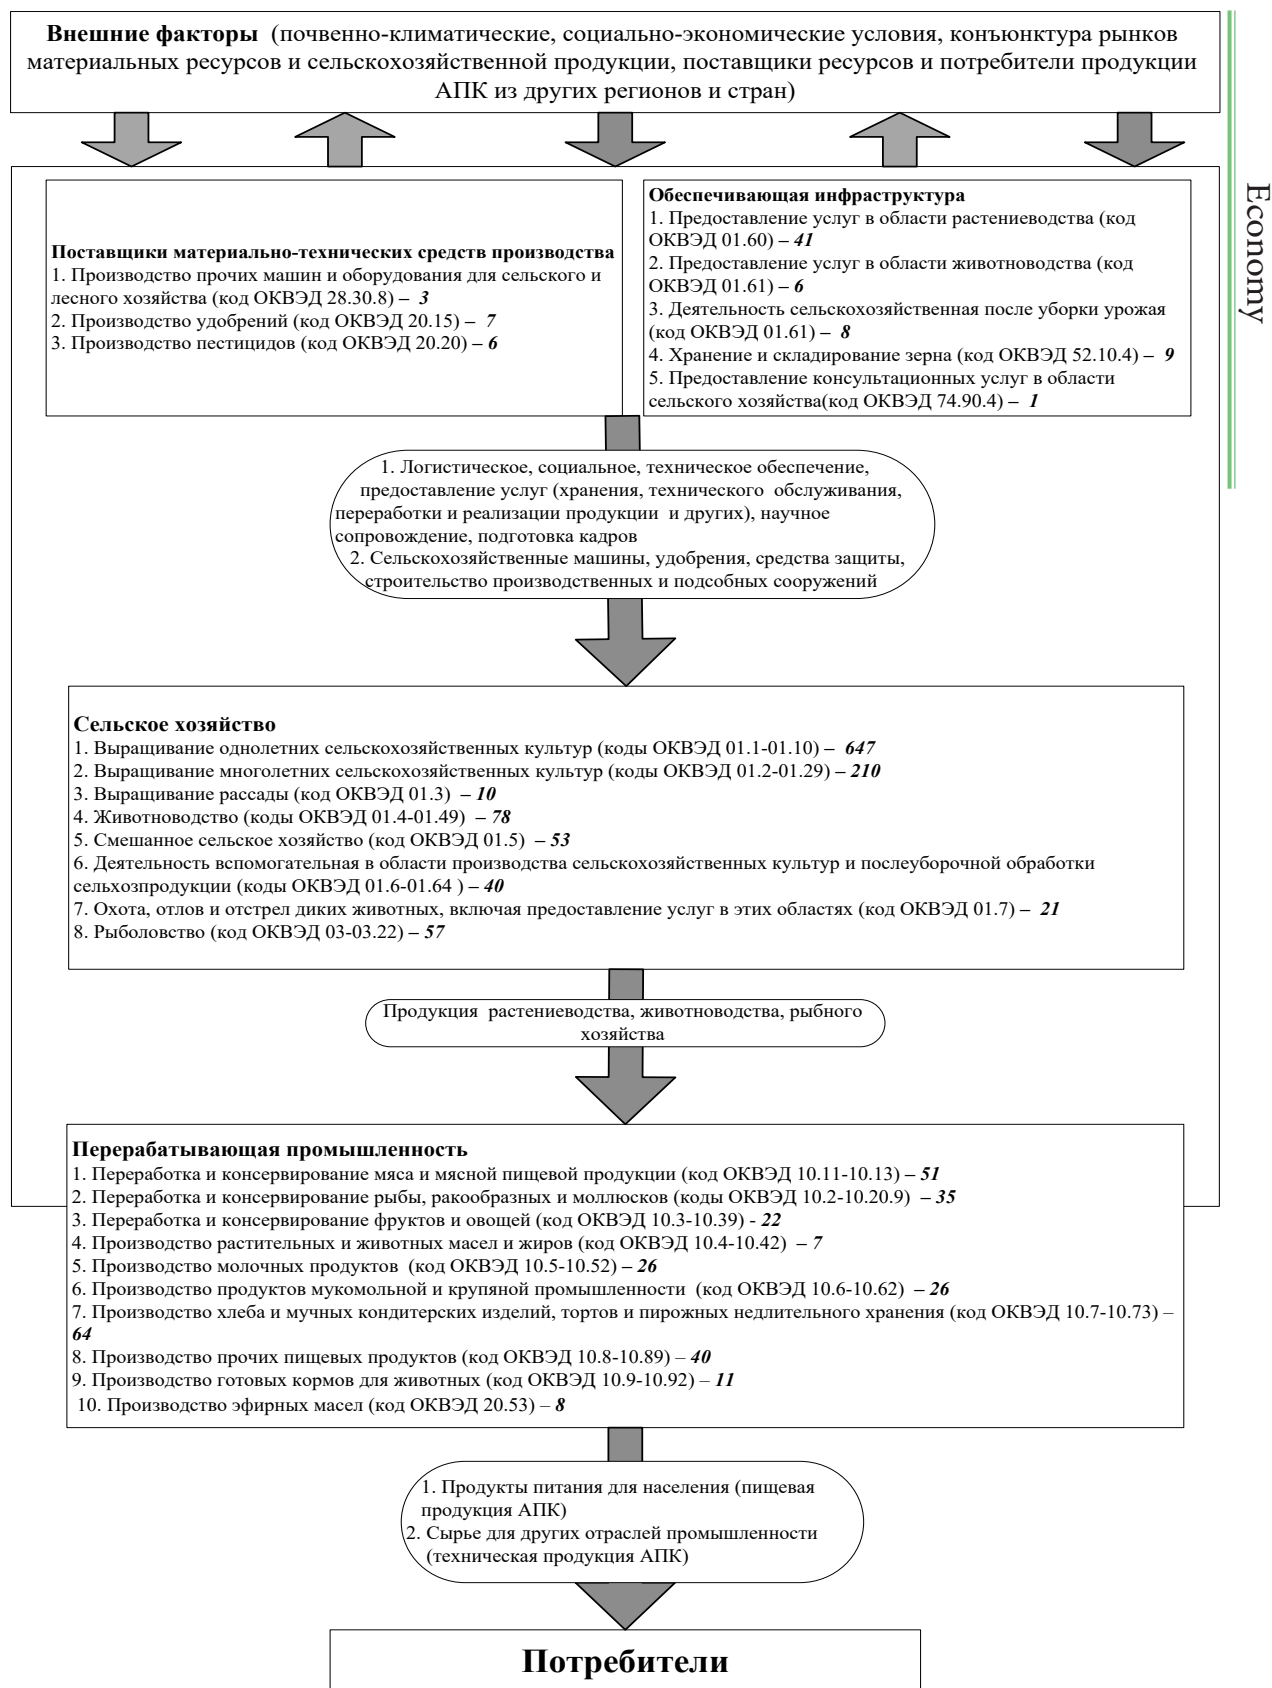 Внешние факторы (почвенно-климатические, социально-экономические условия, конъюнктура рынков
материальных ресурсов и сельскохозяйственной продукции, поставщики ресурсов и потребители продукции
АПК из других регионов и стран)
Economy
Поставщики материально-технических средств производства
1. Производство прочих машин и оборудования для сельского и
лесного хозяйства (код ОКВЭД 28.30.8) – 3
2. Производство удобрений (код ОКВЭД 20.15) – 7
3. Производство пестицидов (код ОКВЭД 20.20) – 6
Обеспечивающая инфраструктура
1. Предоставление услуг в области растениеводства (код
ОКВЭД 01.60) – 41
2. Предоставление услуг в области животноводства (код
ОКВЭД 01.61) – 6
3. Деятельность сельскохозяйственная после уборки урожая
(код ОКВЭД 01.61) – 8
4. Хранение и складирование зерна (код ОКВЭД 52.10.4) – 9
5. Предоставление консультационных услуг в области
сельского хозяйства(код ОКВЭД 74.90.4) – 1
1. Логистическое, социальное, техническое обеспечение,
предоставление услуг (хранения, технического обслуживания,
переработки и реализации продукции и других), научное
сопровождение, подготовка кадров
2. Сельскохозяйственные машины, удобрения, средства защиты,
строительство производственных и подсобных сооружений
Сельское хозяйство
1. Выращивание однолетних сельскохозяйственных культур (коды ОКВЭД 01.1-01.10) – 647
2. Выращивание многолетних сельскохозяйственных культур (коды ОКВЭД 01.2-01.29) – 210
3. Выращивание рассады (код ОКВЭД 01.3) – 10
4. Животноводство (коды ОКВЭД 01.4-01.49) – 78
5. Смешанное сельское хозяйство (код ОКВЭД 01.5) – 53
6. Деятельность вспомогательная в области производства сельскохозяйственных культур и послеуборочной обработки
сельхозпродукции (коды ОКВЭД 01.6-01.64 ) – 40
7. Охота, отлов и отстрел диких животных, включая предоставление услуг в этих областях (код ОКВЭД 01.7) – 21
8. Рыболовство (код ОКВЭД 03-03.22) – 57
Продукция растениеводства, животноводства, рыбного
хозяйства
Перерабатывающая промышленность
1. Переработка и консервирование мяса и мясной пищевой продукции (код ОКВЭД 10.11-10.13) – 51
2. Переработка и консервирование рыбы, ракообразных и моллюсков (коды ОКВЭД 10.2-10.20.9) – 35
3. Переработка и консервирование фруктов и овощей (код ОКВЭД 10.3-10.39) - 22
4. Производство растительных и животных масел и жиров (код ОКВЭД 10.4-10.42) – 7
5. Производство молочных продуктов (код ОКВЭД 10.5-10.52) – 26
6. Производство продуктов мукомольной и крупяной промышленности (код ОКВЭД 10.6-10.62) – 26
7. Производство хлеба и мучных кондитерских изделий, тортов и пирожных недлительного хранения (код ОКВЭД 10.7-10.73) –
64
8. Производство прочих пищевых продуктов (код ОКВЭД 10.8-10.89) – 40
9. Производство готовых кормов для животных (код ОКВЭД 10.9-10.92) – 11
10. Производство эфирных масел (код ОКВЭД 20.53) – 8
1. Продукты питания для населения (пищевая
продукция АПК)
2. Сырье для других отраслей промышленности
(техническая продукция АПК)
Потребители